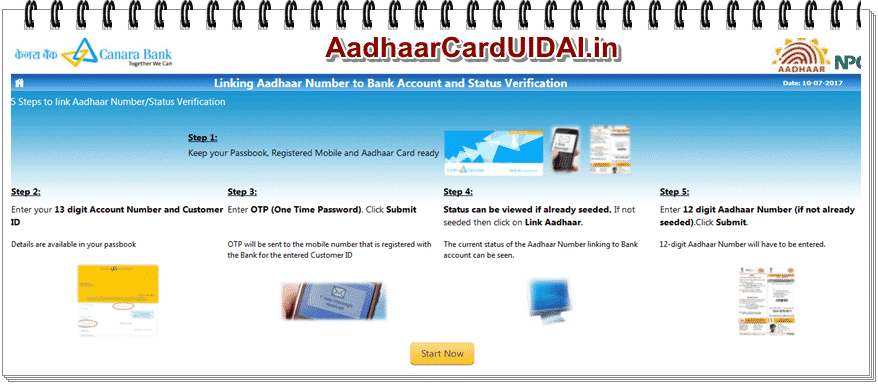 AadhaarCardUIDAI.in
केनरा बैंक Canara Bank
Together We Can
AADHAAR
Linking Aadhaar Number to Bank Account and Status Verification
Date: 10-07-2017
5 Steps to link Aadhaar Number/Status Verification
Step 1:
Keep your Passbook, Registered Mobile and Aadhaar Card ready
Step 2:
Enter your 13 digit Account Number and Customer
ID
Details are available in your passbook
Step 3:
Enter OTP (One Time Password). Click Submit
OTP will be sent to the mobile number that is registered with
the Bank for the entered Customer ID
Step 4:
Status can be viewed if already seeded. If not
seeded then click on Link Aadhaar.
The current status of the Aadhaar Number linking to Bank
account can be seen.
Step 5:
Enter 12 digit Aadhaar Number (if not already
seeded).Click Submit.
12-digit Aadhaar Number will have to be entered.
Start Now